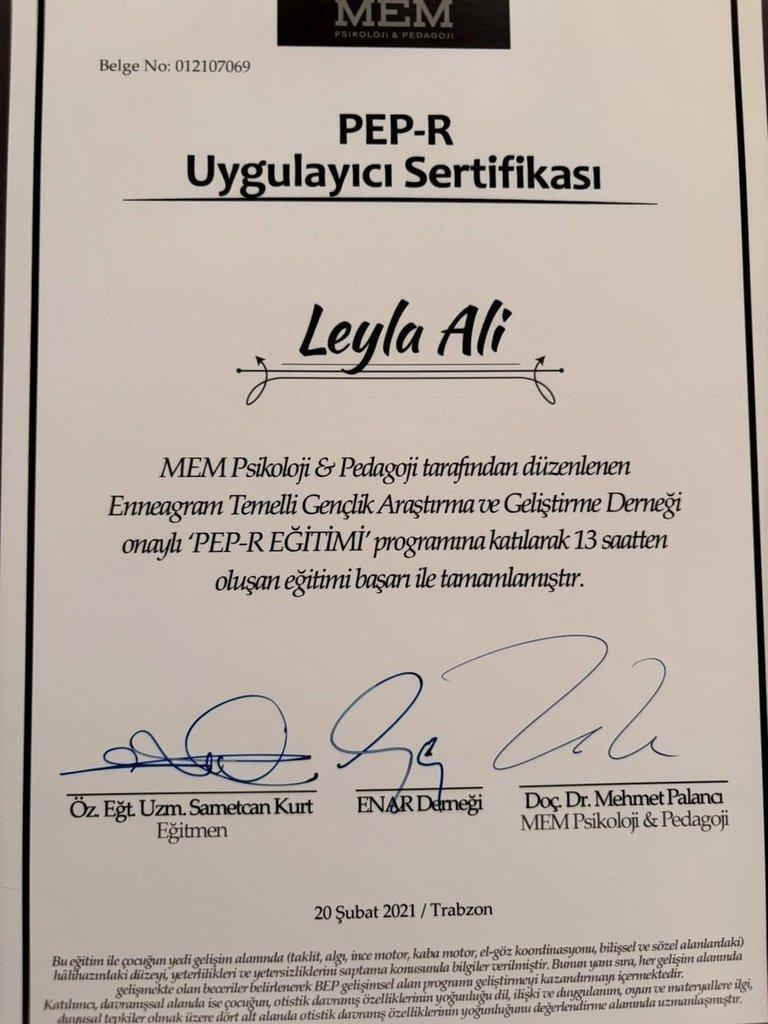 MEM
PSIKOLOJI & PEDAGOJI
Belge No: 012107069
PEP-R
Uygulayıcı Sertifikası
Leyla Ali
MEM Psikoloji & Pedagoji tarafından düzenlenen
Enneagram Temelli Gençlik Araştırma ve Geliştirme Derneği
onaylı ‘PEP-R EĞİTİMİ’ programına katılarak 13 saatten
oluşan eğitimi başarı ile tamamlamıştır.
Öz. Eğt. Uzm. Sametcan Kurt
Eğitmen
ENAR Derneği
Doç. Dr. Mehmet Palancı
MEM Psikoloji & Pedagoji
20 Şubat 2021 / Trabzon
Bu eğitim ile çocuğun yedi gelişim alanında (taklit, algı, ince motor, kaba motor, el-göz koordinasyonu, bilişsel ve sözel alanlardaki)
hâlihazırdaki düzeyi, yeterlilikleri ve yetersizliklerini saptama konusunda bilgiler verilmiştir. Bunun yanı sıra, her gelişim alanında
gelişmekte olan beceriler belirlenerek BEP gelişimsel alan programı geliştirmeyi kazandırmayı içermektedir.
Katılımcı, davranışsal alanda ise çocuğun, otistik davranış özelliklerinin yoğunluğu dil, ilişki ve duygulanım, oyun ve materyallere ilgi,
duyusal tepkiler olmak üzere dört alt alanda otistik davranış özelliklerinin yoğunluğunu değerlendirme alanında uzmanlaşmıştır.